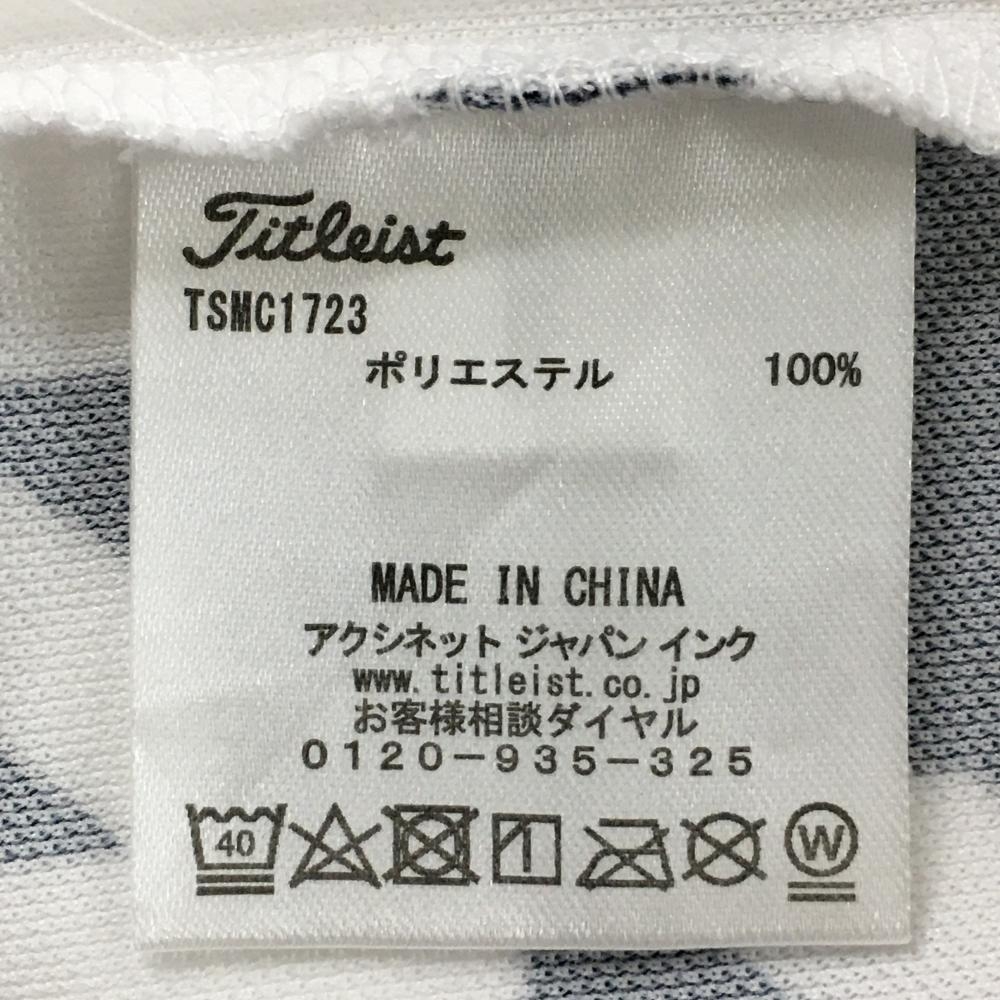 Titleist
TSMC1723
ポリエステル 100%
MADE IN CHINA
アクシネット ジャパン インク
www.titleist.co.jp
お客様相談ダイヤル
0120-935-325
40 W